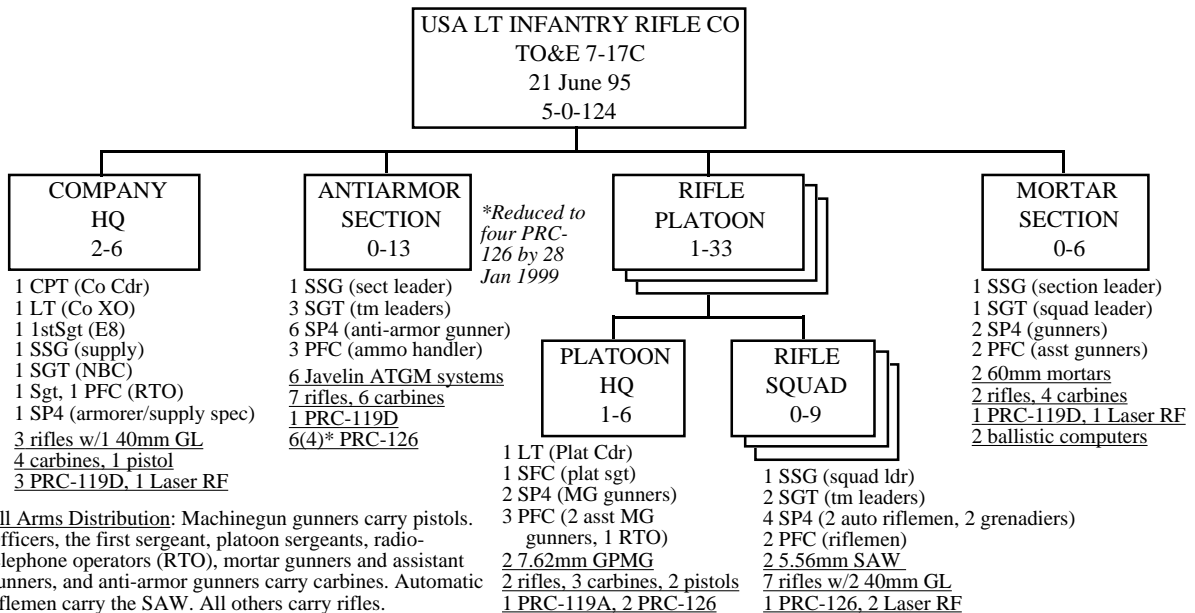 USA LT INFANTRY RIFLE CO
TO&E 7-17C
21 June 95
5-0-124
COMPANY
HQ
2-6
1 CPT (Co Cdr)
1 LT (Co XO)
1 1stSgt (E8)
1 SSG (supply)
1 SGT (NBC)
1 Sgt, 1 PFC (RTO)
1 SP4 (armorer/supply spec)
3 rifles w/1 40mm GL
4 carbines, 1 pistol
3 PRC-119D, 1 Laser RF
ANTIARMOR
SECTION
0-13
1 SSG (sect leader)
3 SGT (tm leaders)
6 SP4 (anti-armor gunner)
3 PFC (ammo handler)
6 Javelin ATGM systems
7 rifles, 6 carbines
1 PRC-119D
6(4)* PRC-126
*Reduced to
four PRC-
126 by 28
Jan 1999
RIFLE
PLATOON
1-33
PLATOON
HQ
1-6
1 LT (Plat Cdr)
1 SFC (plat sgt)
2 SP4 (MG gunners)
3 PFC (2 asst MG
gunners, 1 RTO)
2 7.62mm GPMG
2 rifles, 3 carbines, 2 pistols
1 PRC-119A, 2 PRC-126
RIFLE
SQUAD
0-9
1 SSG (squad ldr)
2 SGT (tm leaders)
4 SP4 (2 auto riflemen, 2 grenadiers)
2 PFC (riflemen)
2 5.56mm SAW
7 rifles w/2 40mm GL
1 PRC-126, 2 Laser RF
MORTAR
SECTION
0-6
1 SSG (section leader)
1 SGT (squad leader)
2 SP4 (gunners)
2 PFC (asst gunners)
2 60mm mortars
2 rifles, 4 carbines
1 PRC-119D, 1 Laser RF
2 ballistic computers
ll Arms Distribution: Machinegun gunners carry pistols.
fficers, the first sergeant, platoon sergeants, radio-
lephone operators (RTO), mortar gunners and assistant
unners, and anti-armor gunners carry carbines. Automatic
flemen carry the SAW. All others carry rifles.